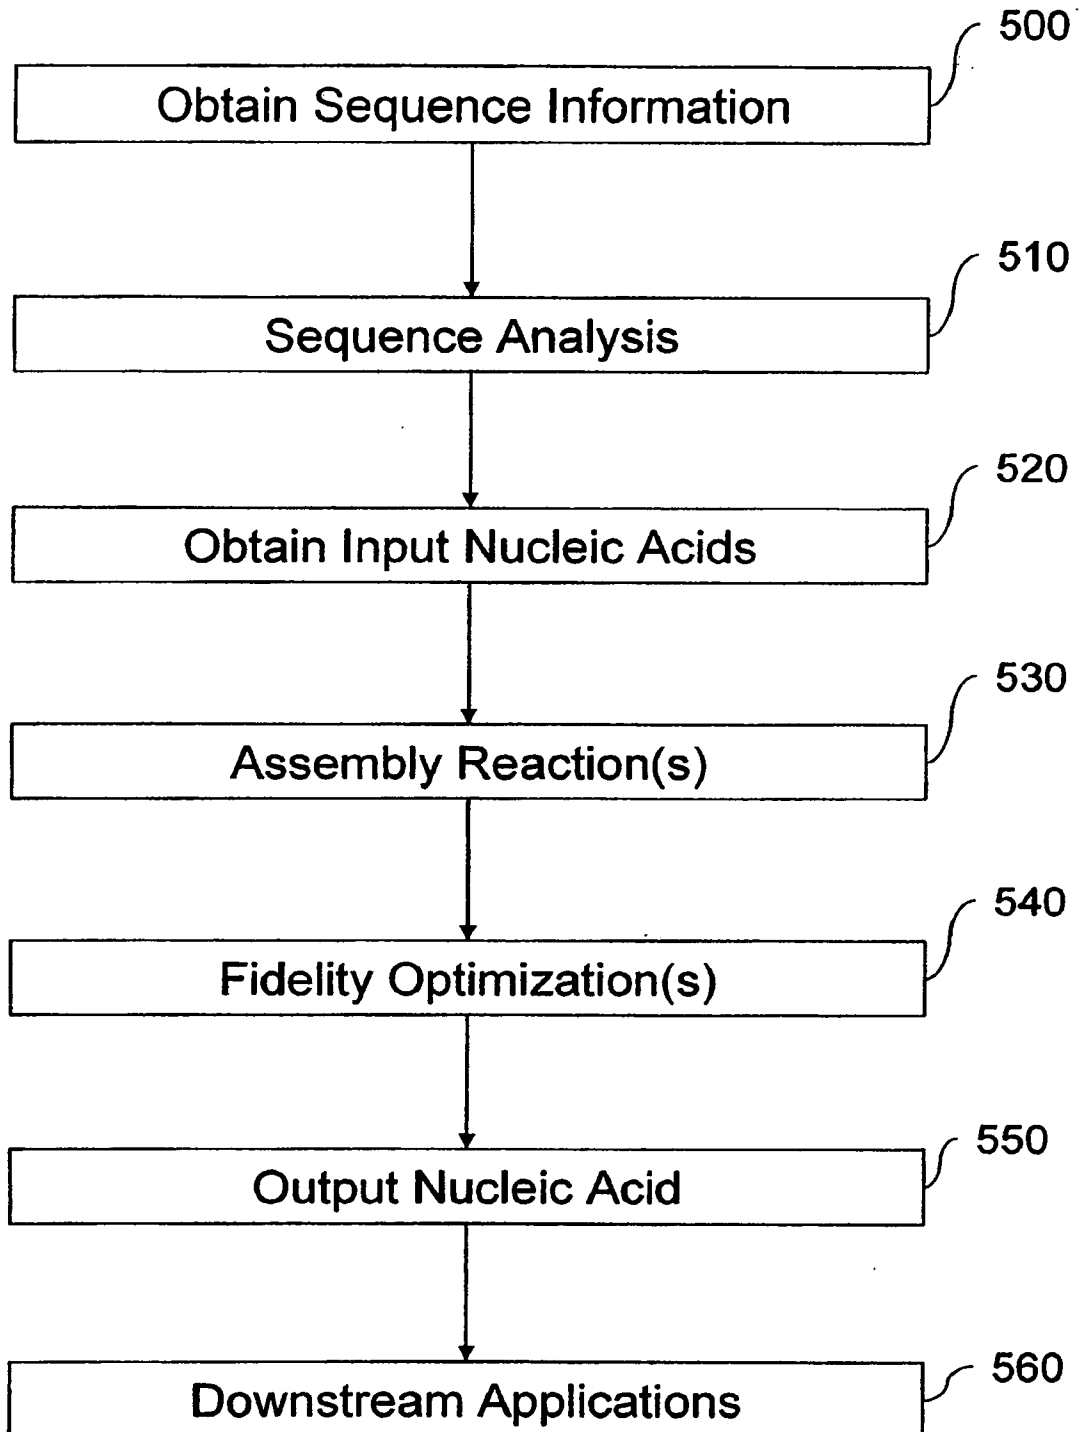 500
Obtain Sequence Information
510
Sequence Analysis
520
Obtain Input Nucleic Acids
530
Assembly Reaction(s)
540
Fidelity Optimization(s)
550
Output Nucleic Acid
560
Downstream Applications